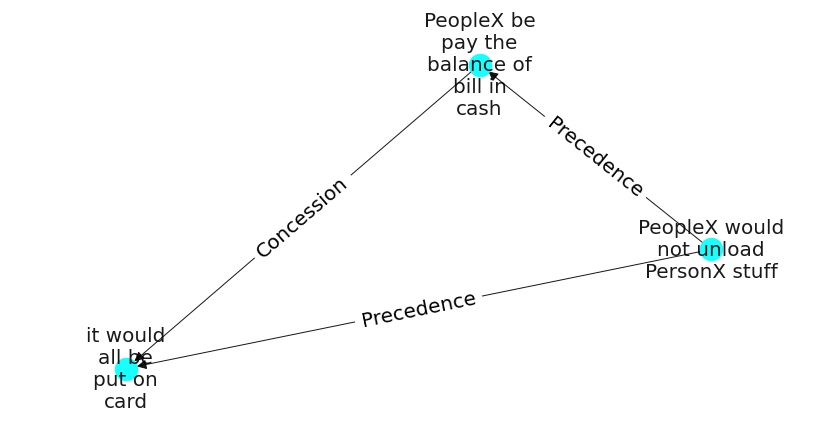 PeopleX be
pay the
balance of
bill in
cash
Precedence
Concession
PeopleX would
not unload
PersonX stuff
Precedence
it would
all be
put on
card